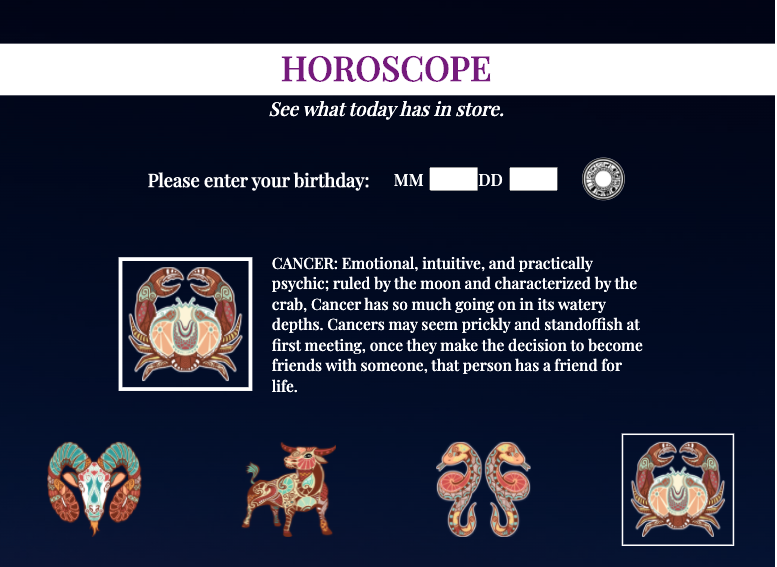 HOROSCOPE
See what today has in store.
Please enter your birthday: MM DD
CANCER: Emotional, intuitive, and practically
psychic; ruled by the moon and characterized by the
crab, Cancer has so much going on in its watery
depths. Cancers may seem prickly and standoffish at
first meeting, once they make the decision to become
friends with someone, that person has a friend for
life.